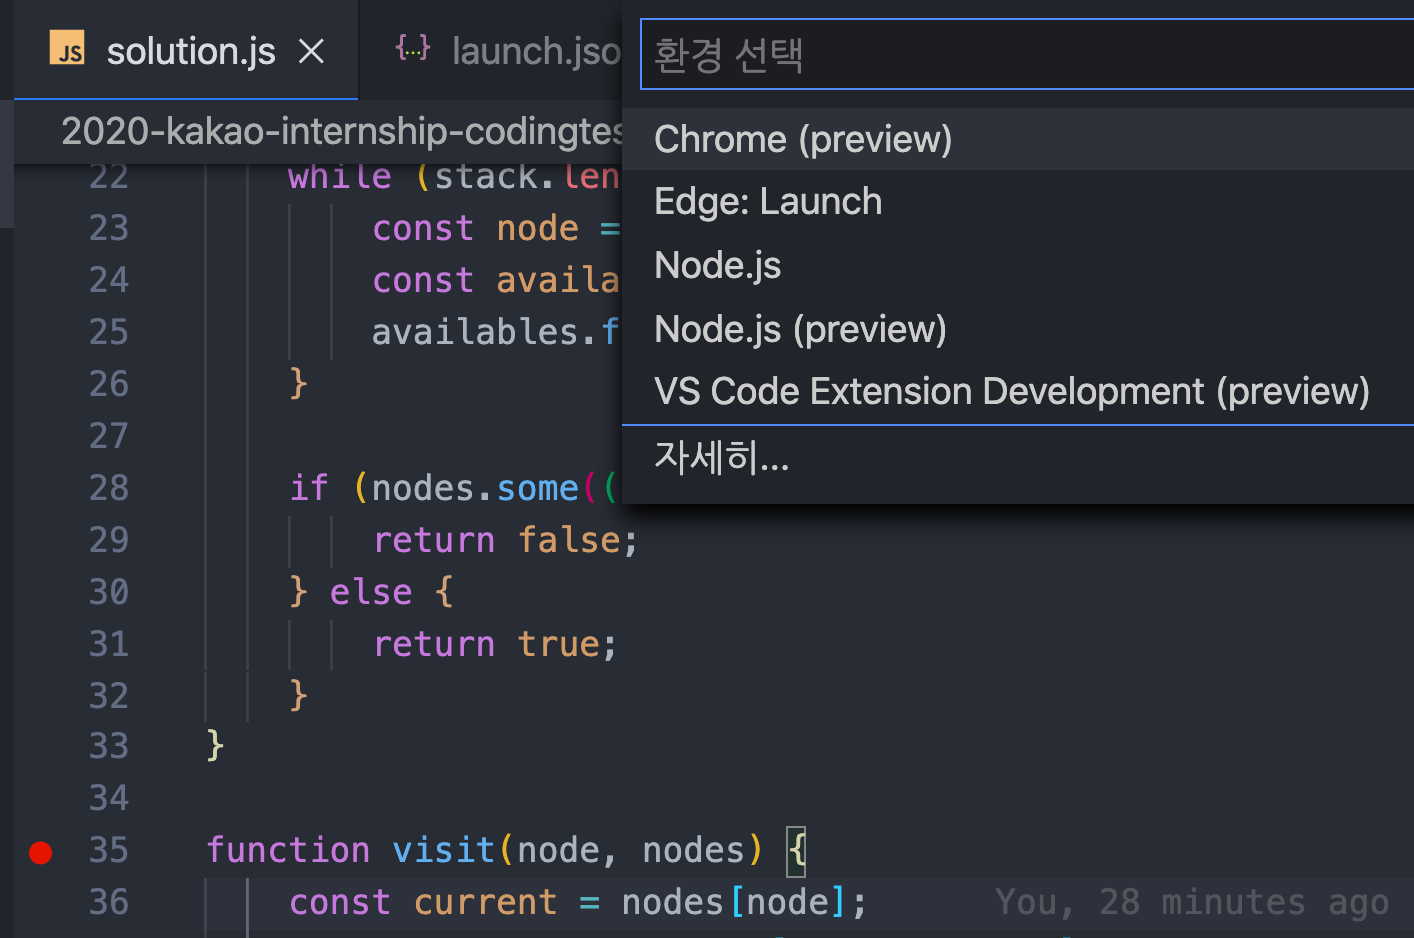 JS solution.js
{...} launch.jso
환경 선택
2020-kakao-internship-codingtes
Chrome (preview)
Edge: Launch
Node.js
Node.js (preview)
VS Code Extension Development (preview)
자세히...
22 while (stack.len
23 const node =
24 const availa
25 availables.f
26 }
27
28 if (nodes.some((
29 return false;
30 } else {
31 return true;
32 }
33 }
34
35 function visit(node, nodes) {
36 const current = nodes[node]; You, 28 minutes ago